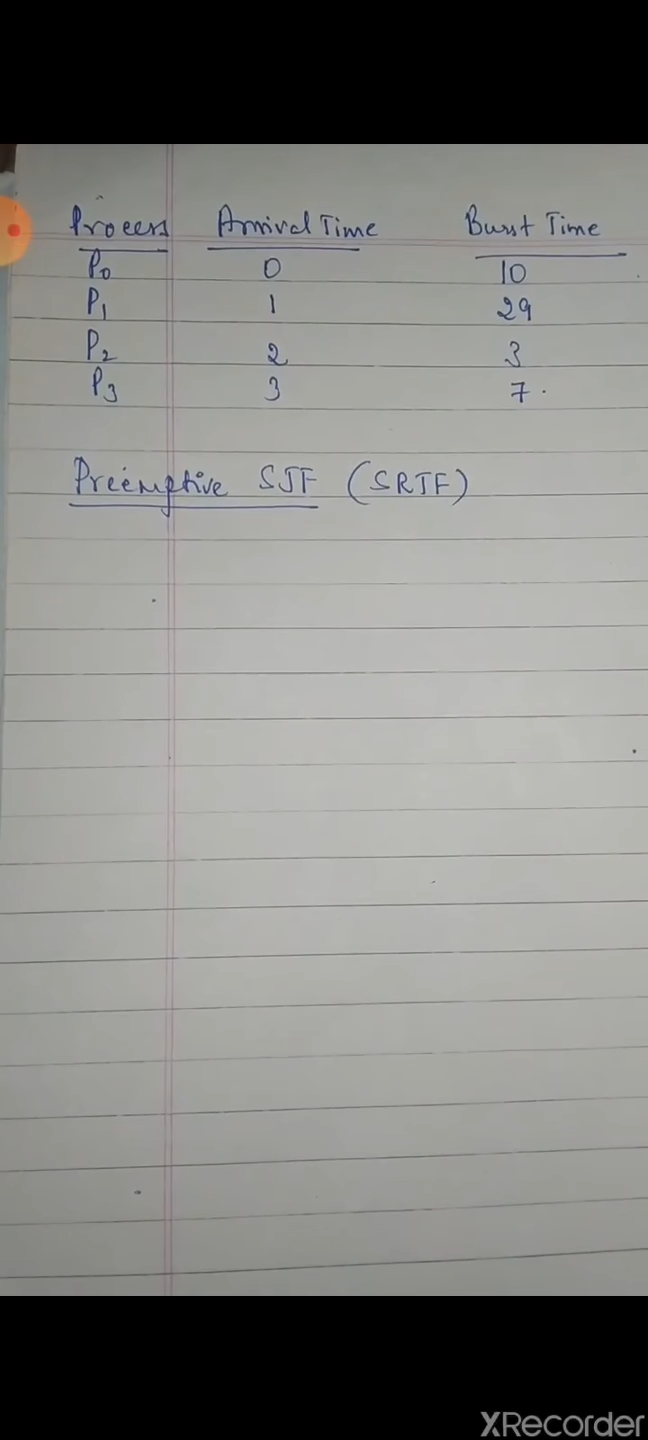 Process Arrival Time Burst Time
P0 0 10
P1 1 29
P2 2 3
P3 3 7.
Preemptive SJF (SRTF)
XRecorder